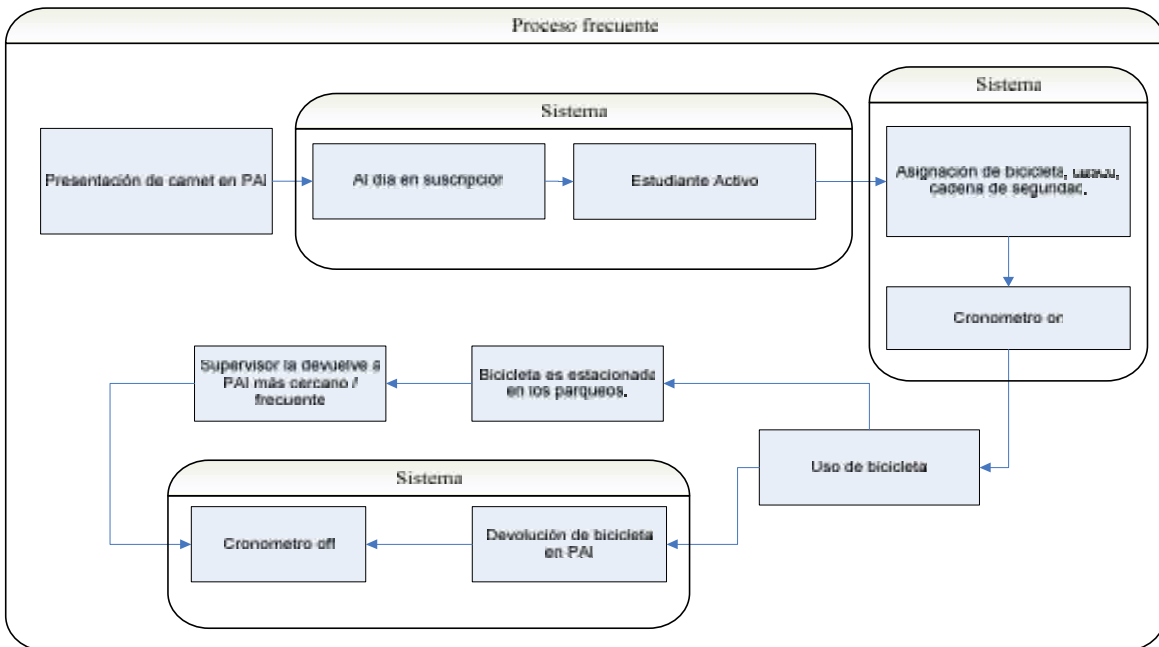 Proceso frecuente
Sistema
Sistema
Presentación de carnet en PAI
Al día en suscripción
Estudiante Activo
Asignación de bicicleta,
cadena de seguridad.
Cronometro on
Supervisor la devuelve a
PAI más cercano /
frecuente
Bicicleta es estacionada
en los parqueos.
Uso de bicicleta
Sistema
Cronometro off
Devolución de bicicleta
en PAI